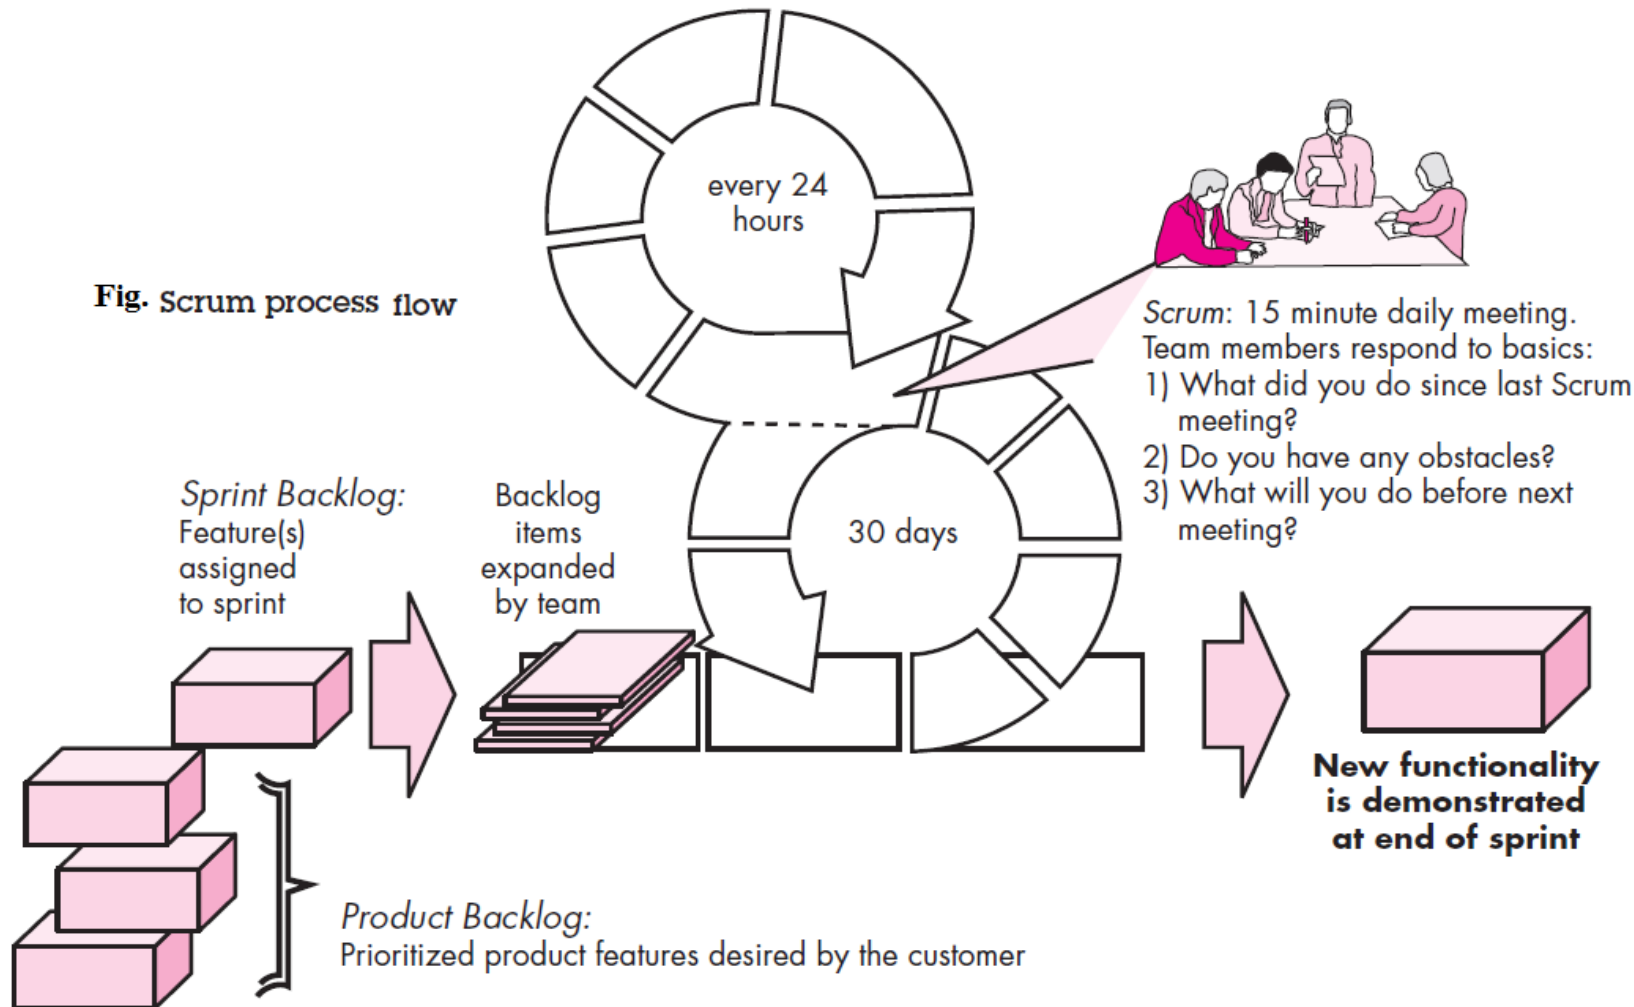 every 24
hours
Fig. Scrum process flow
Scrum: 15 minute daily meeting.
Team members respond to basics:
1) What did you do since last Scrum
meeting?
2) Do you have any obstacles?
3) What will you do before next
meeting?
Sprint Backlog:
Feature(s)
assigned
to sprint
Backlog
items
expanded
by team
30 days
New functionality
is demonstrated
at end of sprint
Product Backlog:
Prioritized product features desired by the customer